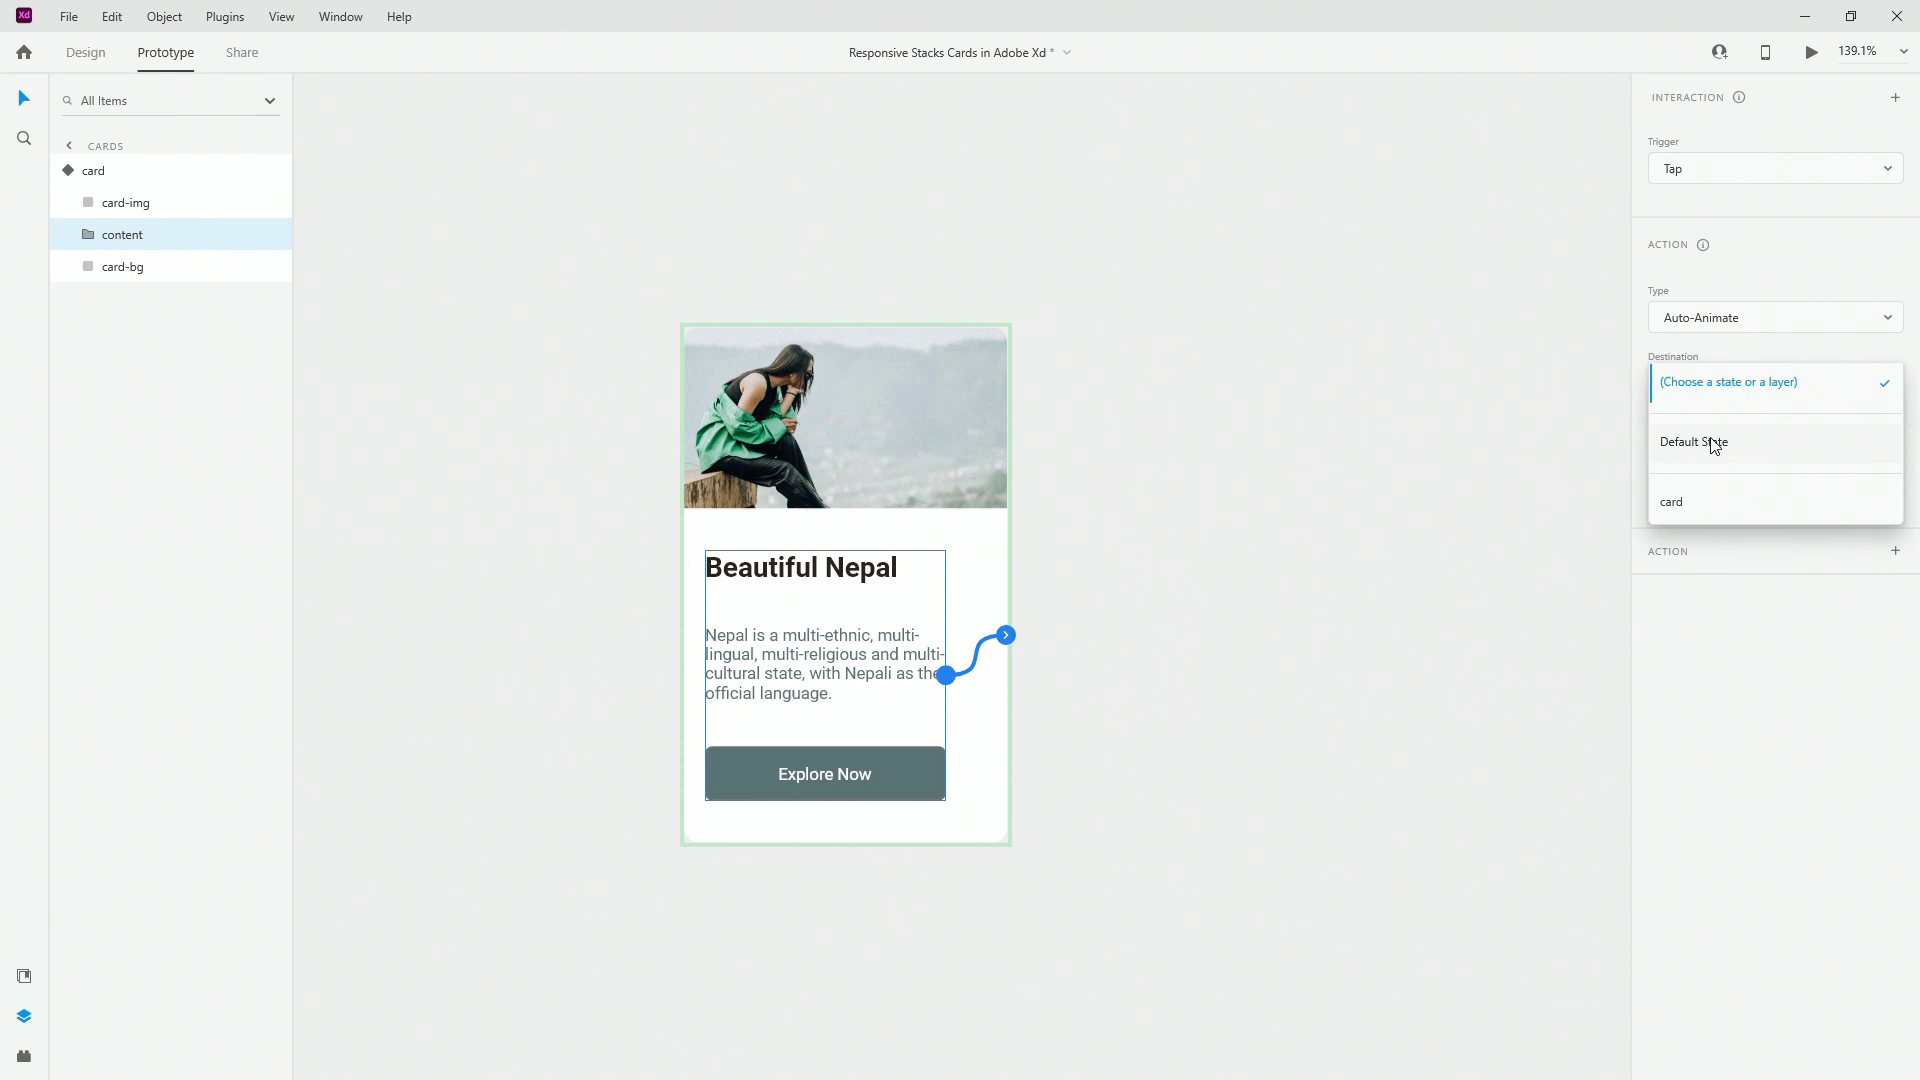 Xd
File Edit Object Plugins View Window Help
Design Prototype Share
Responsive Stacks Cards in Adobe Xd *
139.1%
All Items
CARDS
card
card-img
content
card-bg
Beautiful Nepal
Nepal is a multi-ethnic, multi-
lingual, multi-religious and multi-
cultural state, with Nepali as the
official language.
Explore Now
INTERACTION
Trigger
Tap
ACTION
Type
Auto-Animate
Destination
(Choose a state or a layer)
Default State
card
ACTION